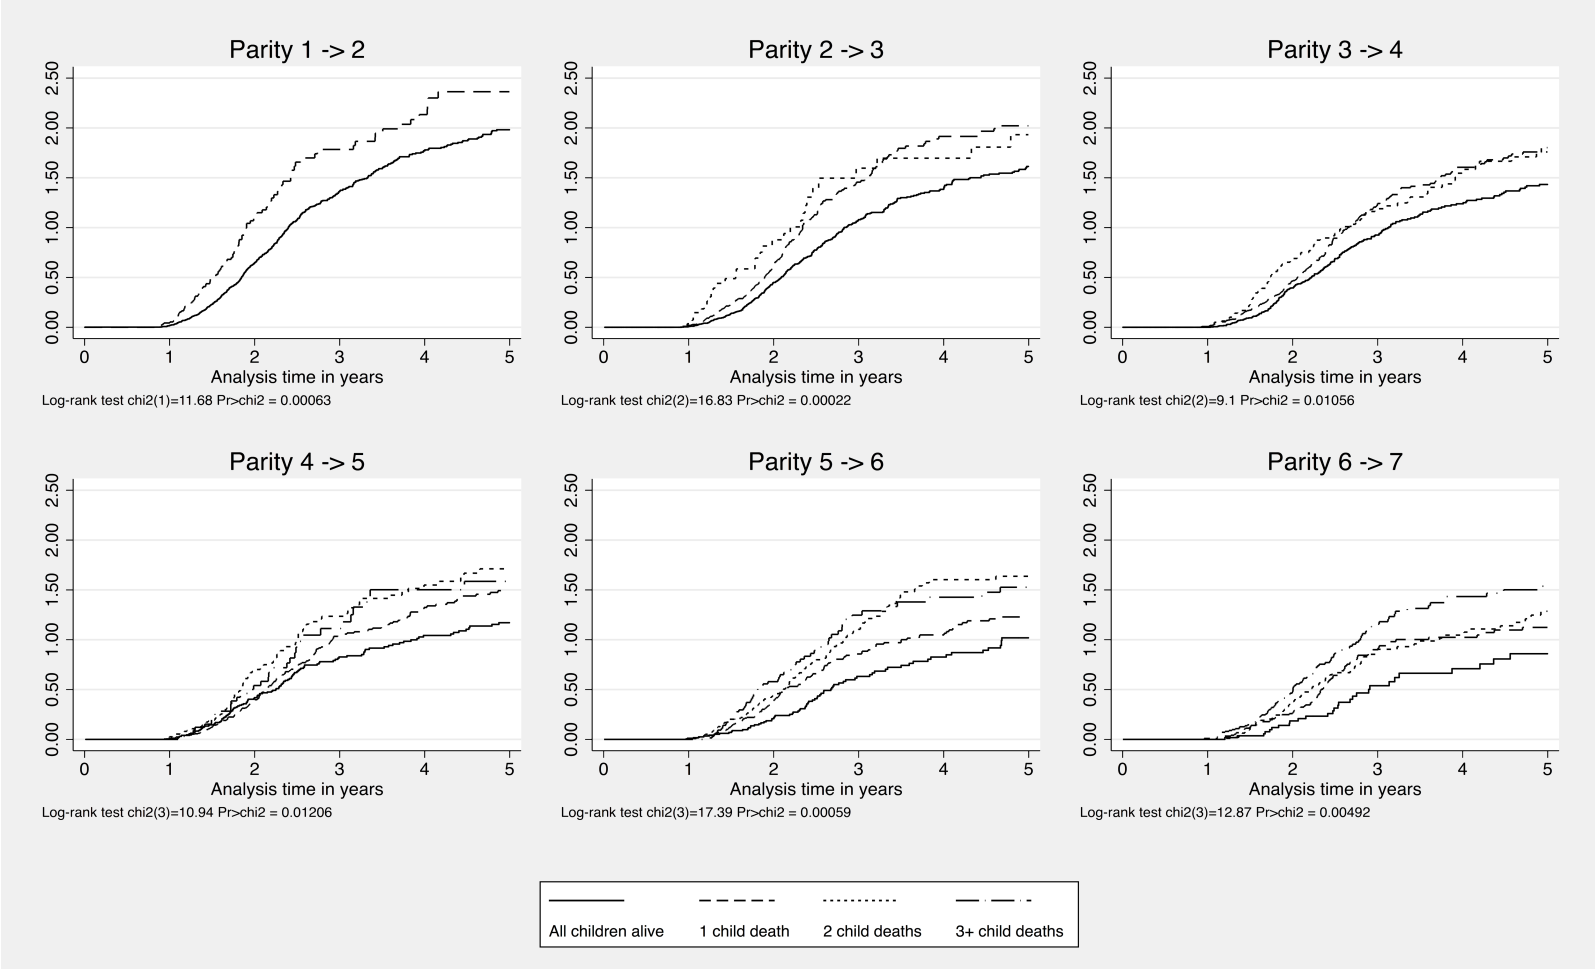 Parity 1 -> 2
2.50
2.00
1.50
1.00
0.50
0.00
0 1 2 3 4 5
Analysis time in years
Log-rank test chi2(1)=11.68 Pr>chi2 = 0.00063
Parity 2 -> 3
2.50
2.00
1.50
1.00
0.50
0.00
0 1 2 3 4 5
Analysis time in years
Log-rank test chi2(2)=16.83 Pr>chi2 = 0.00022
Parity 3 -> 4
2.50
2.00
1.50
1.00
0.50
0.00
0 1 2 3 4 5
Analysis time in years
Log-rank test chi2(2)=9.1 Pr>chi2 = 0.01056
Parity 4 -> 5
2.50
2.00
1.50
1.00
0.50
0.00
0 1 2 3 4 5
Analysis time in years
Log-rank test chi2(3)=10.94 Pr>chi2 = 0.01206
Parity 5 -> 6
2.50
2.00
1.50
1.00
0.50
0.00
0 1 2 3 4 5
Analysis time in years
Log-rank test chi2(3)=17.39 Pr>chi2 = 0.00059
Parity 6 -> 7
2.50
2.00
1.50
1.00
0.50
0.00
0 1 2 3 4 5
Analysis time in years
Log-rank test chi2(3)=12.87 Pr>chi2 = 0.00492
All children alive 1 child death 2 child deaths 3+ child deaths